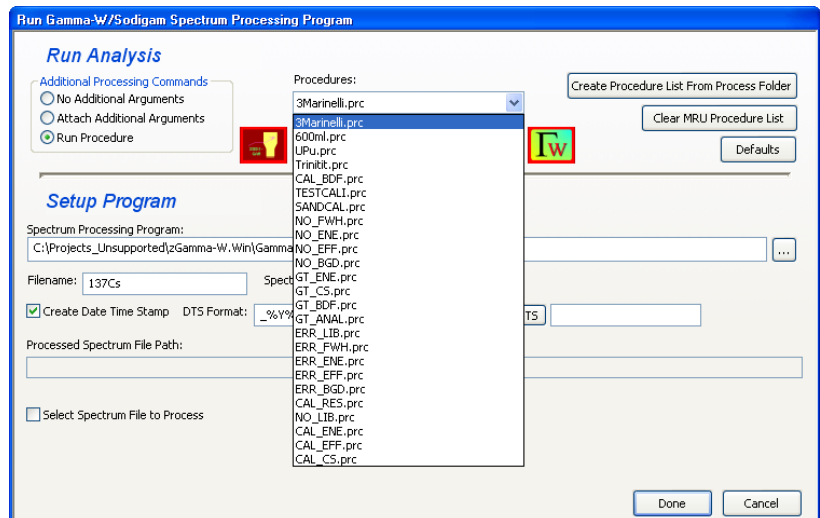 Run Gamma-W/Sodigam Spectrum Processing Program
Run Analysis
Additional Processing Commands
No Additional Arguments
Attach Additional Arguments
Run Procedure
Procedures:
3Marinelli.prc
3Marinelli.prc
600ml.prc
UPu.prc
Trinitit.prc
CAL_BDF.prc
TESTCALI.prc
SANDCAL.prc
NO_FWH.prc
NO_ENE.prc
NO_EFF.prc
NO_BGD.prc
GT_ENE.prc
GT_CS.prc
GT_BDF.prc
GT_ANAL.prc
ERR_LIB.prc
ERR_FWH.prc
ERR_ENE.prc
ERR_EFF.prc
ERR_BGD.prc
CAL_RES.prc
NO_LIB.prc
CAL_ENE.prc
CAL_EFF.prc
CAL_CS.prc
Γw
Create Procedure List From Process Folder
Clear MRU Procedure List
Defaults
Setup Program
Spectrum Processing Program:
C:\Projects_Unsupported\zGamma-W.Win\Gamma
...
Filename: 137Cs Spect
Create Date Time Stamp DTS Format: _%Y% TS
Processed Spectrum File Path:
Select Spectrum File to Process
Done Cancel